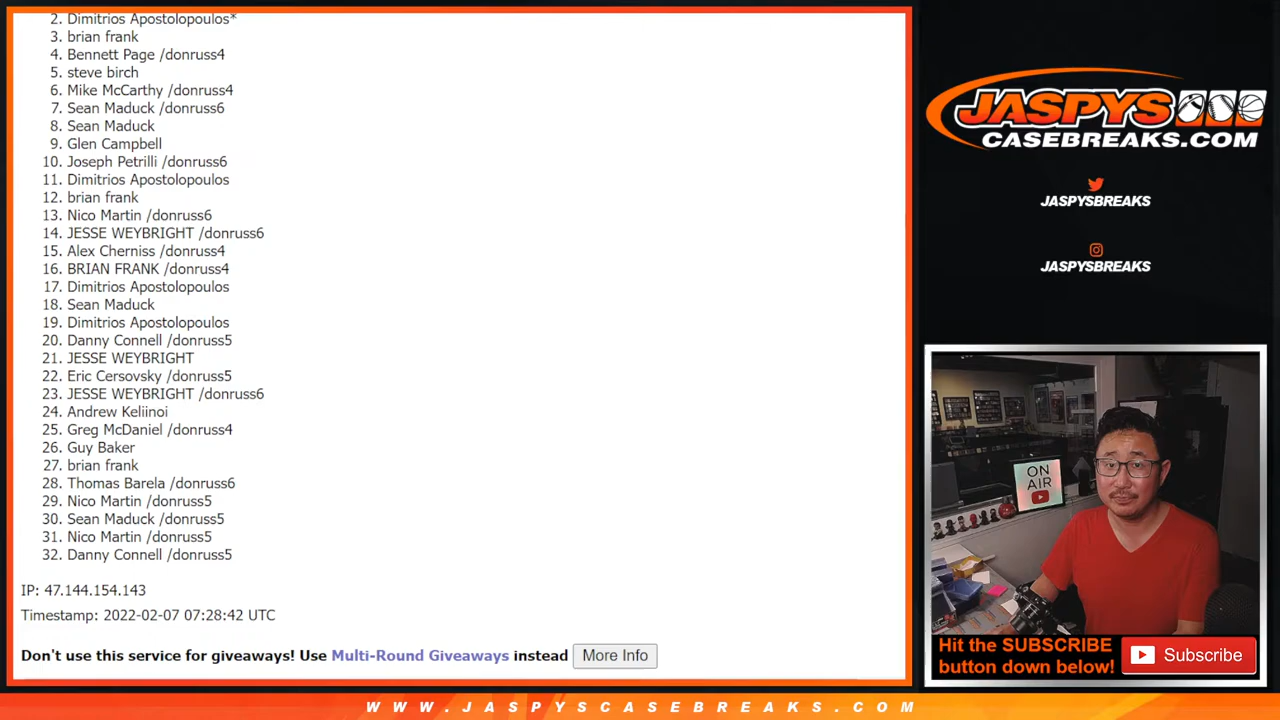 2. Dimitrios Apostolopoulos*
3. brian frank
4. Bennett Page /donruss4
5. steve birch
6. Mike McCarthy /donruss4
7. Sean Maduck /donruss6
8. Sean Maduck
9. Glen Campbell
10. Joseph Petrilli /donruss6
11. Dimitrios Apostolopoulos
12. brian frank
13. Nico Martin /donruss6
14. JESSE WEYBRIGHT /donruss6
15. Alex Cherniss /donruss4
16. BRIAN FRANK /donruss4
17. Dimitrios Apostolopoulos
18. Sean Maduck
19. Dimitrios Apostolopoulos
20. Danny Connell /donruss5
21. JESSE WEYBRIGHT
22. Eric Cersovsky /donruss5
23. JESSE WEYBRIGHT /donruss6
24. Andrew Keliinoi
25. Greg McDaniel /donruss4
26. Guy Baker
27. brian frank
28. Thomas Barela /donruss6
29. Nico Martin /donruss5
30. Sean Maduck /donruss5
31. Nico Martin /donruss5
32. Danny Connell /donruss5
IP: 47.144.154.143
Timestamp: 2022-02-07 07:28:42 UTC
Don't use this service for giveaways! Use Multi-Round Giveaways instead More Info
JASPYS
CASEBREAKS.COM
JASPYSBREAKS
JASPYSBREAKS
ON
AIR
Hit the SUBSCRIBE
button down below!
Subscribe
WWW.JASPYSCASEBREAKS.COM